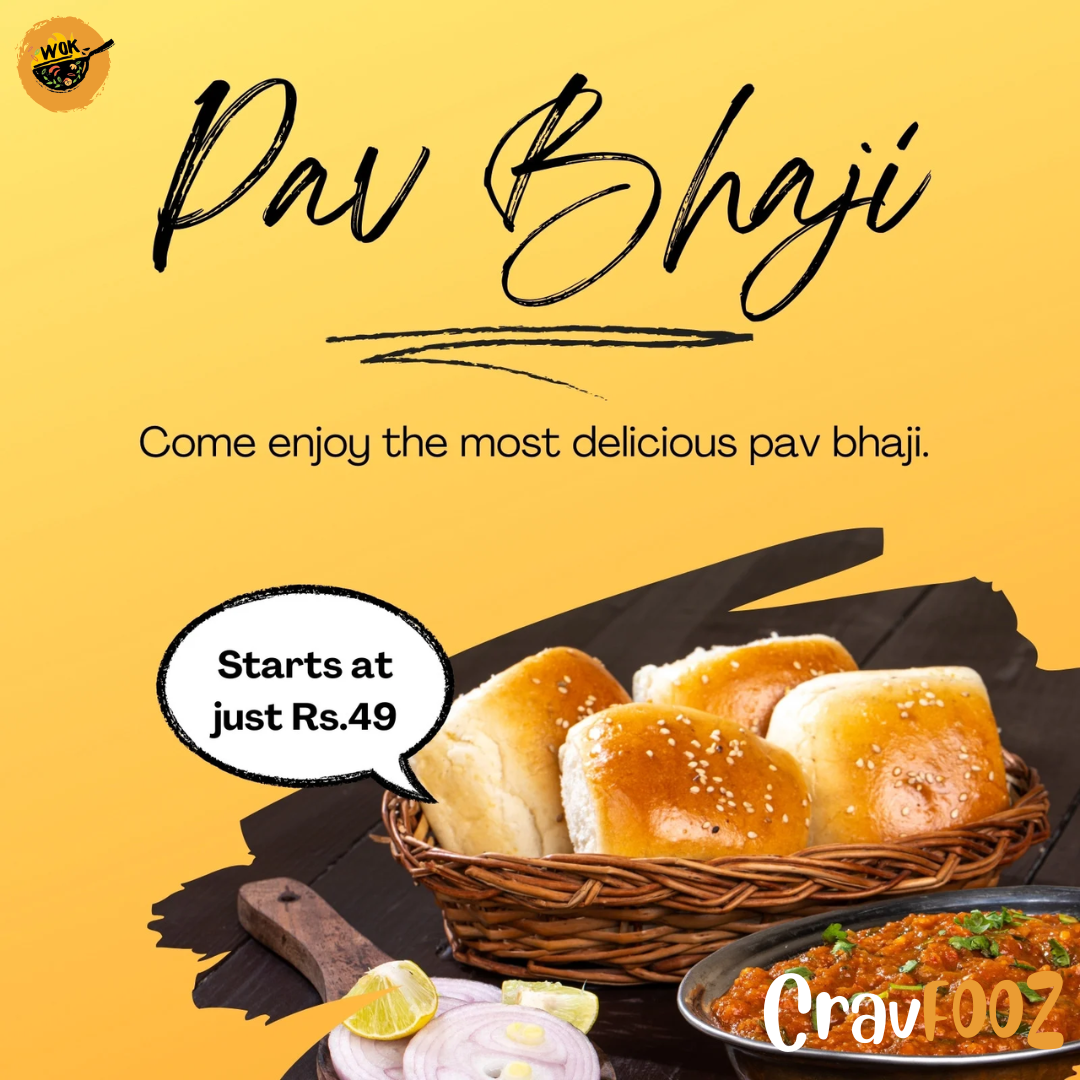 WOK
Pav Bhaji
Come enjoy the most delicious pav bhaji.
Starts at
just Rs.49
CravFOOZ